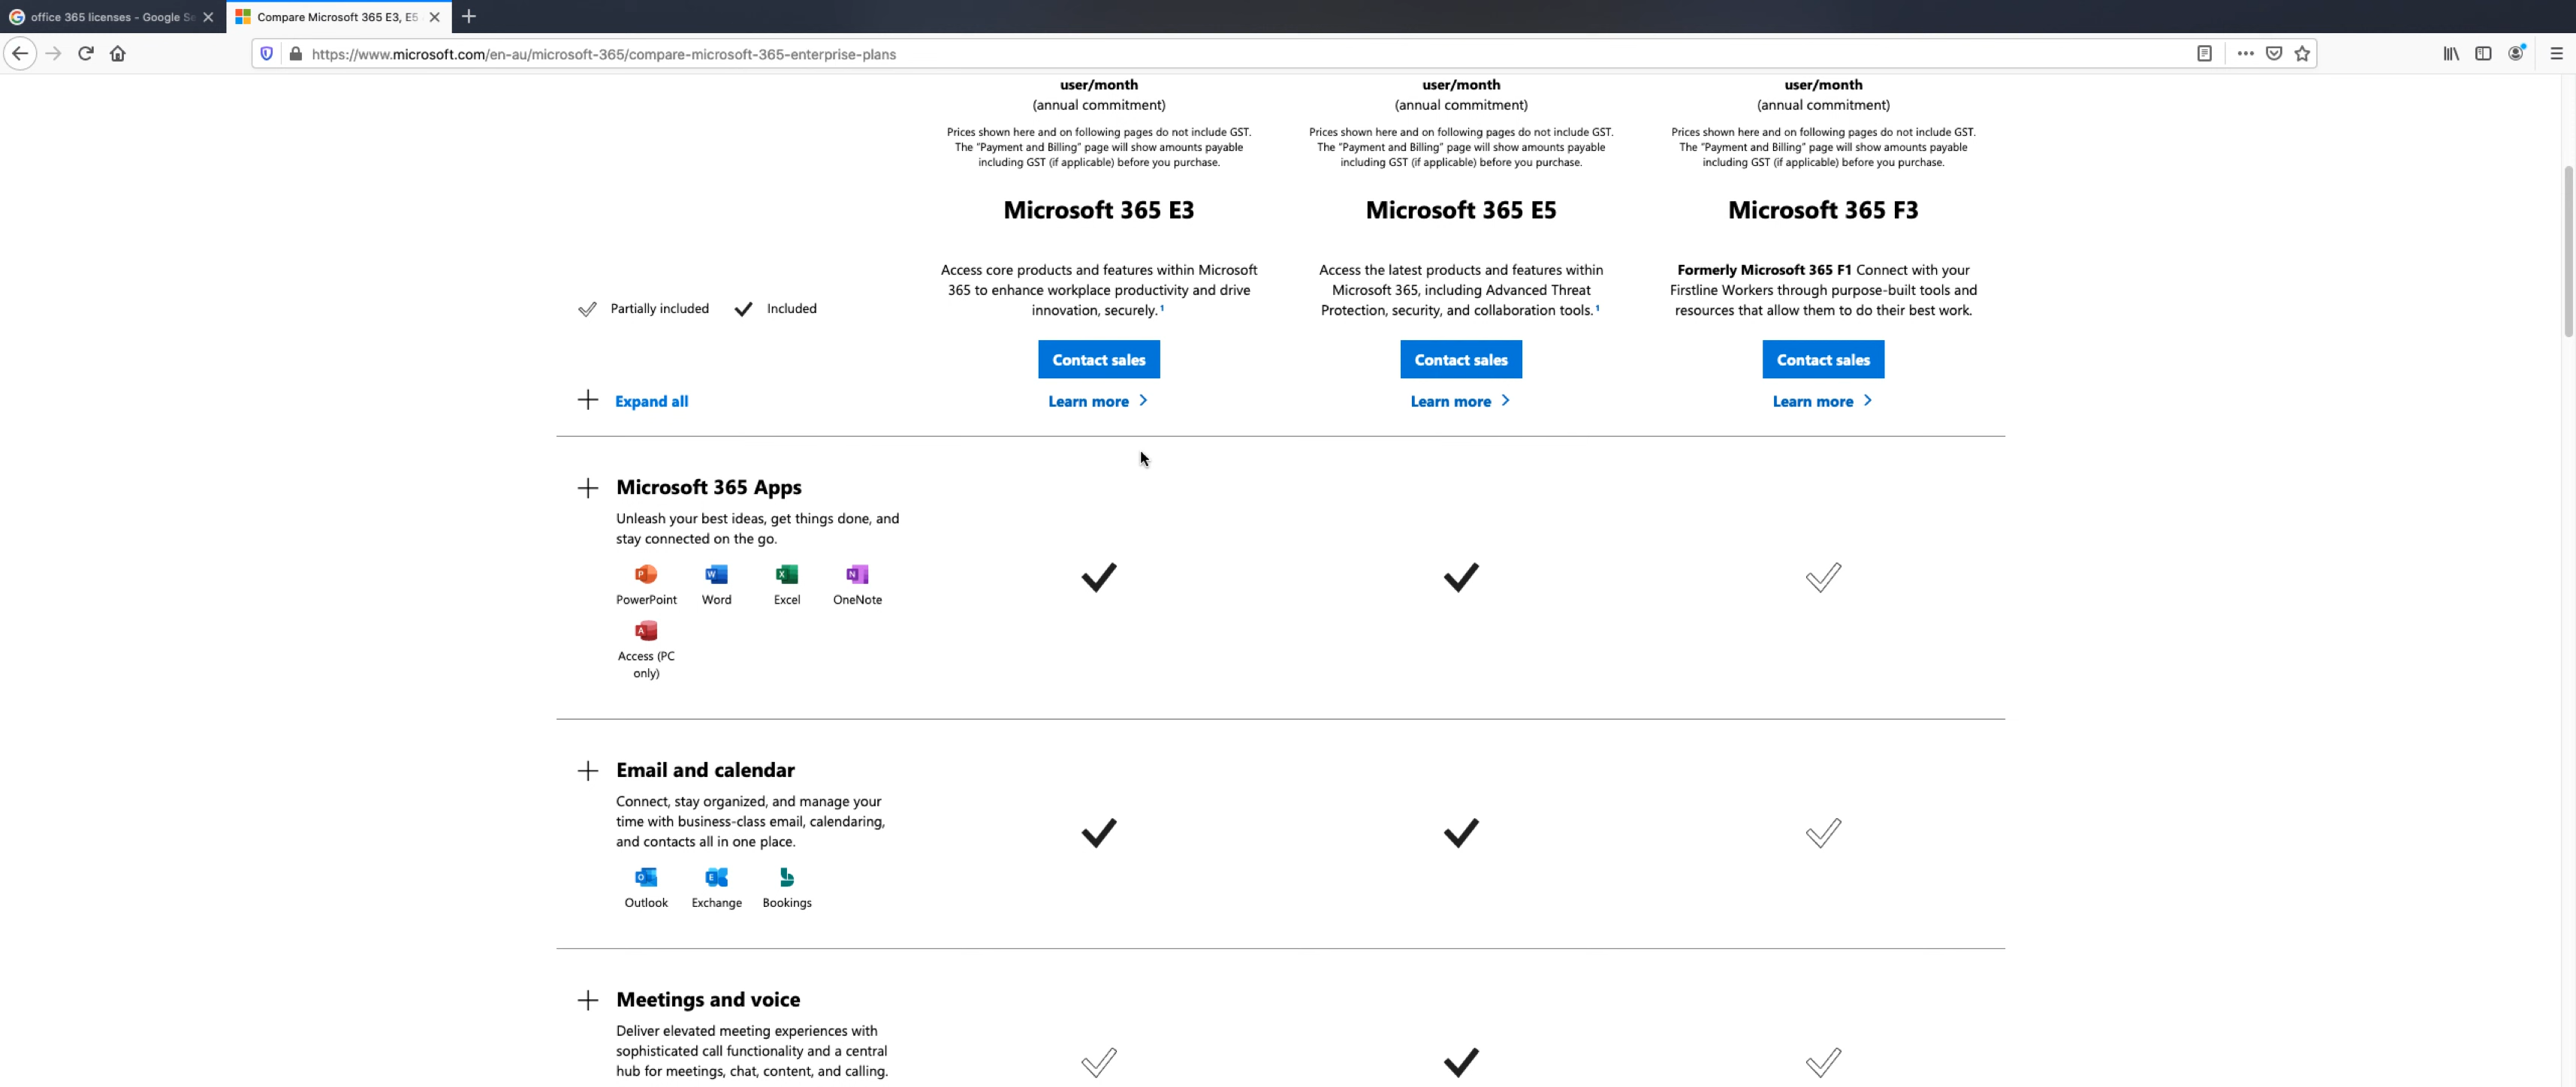 office 365 licenses - Google Se
Compare Microsoft 365 E3, E5
https://www.microsoft.com/en-au/microsoft-365/compare-microsoft-365-enterprise-plans
user/month
(annual commitment)
Prices shown here and on following pages do not include GST.
The "Payment and Billing" page will show amounts payable
including GST (if applicable) before you purchase.
user/month
(annual commitment)
Prices shown here and on following pages do not include GST.
The "Payment and Billing" page will show amounts payable
including GST (if applicable) before you purchase.
user/month
(annual commitment)
Prices shown here and on following pages do not include GST.
The "Payment and Billing" page will show amounts payable
including GST (if applicable) before you purchase.
Microsoft 365 E3
Microsoft 365 E5
Microsoft 365 F3
Partially included
Included
Access core products and features within Microsoft
365 to enhance workplace productivity and drive
innovation, securely.1
Access the latest products and features within
Microsoft 365, including Advanced Threat
Protection, security, and collaboration tools.1
Formerly Microsoft 365 F1 Connect with your
Firstline Workers through purpose-built tools and
resources that allow them to do their best work.
Contact sales
Contact sales
Contact sales
Expand all
Learn more
Learn more
Learn more
Microsoft 365 Apps
Unleash your best ideas, get things done, and
stay connected on the go.
PowerPoint
Word
Excel
OneNote
Access (PC
only)
Email and calendar
Connect, stay organized, and manage your
time with business-class email, calendaring,
and contacts all in one place.
Outlook
Exchange
Bookings
Meetings and voice
Deliver elevated meeting experiences with
sophisticated call functionality and a central
hub for meetings, chat, content, and calling.